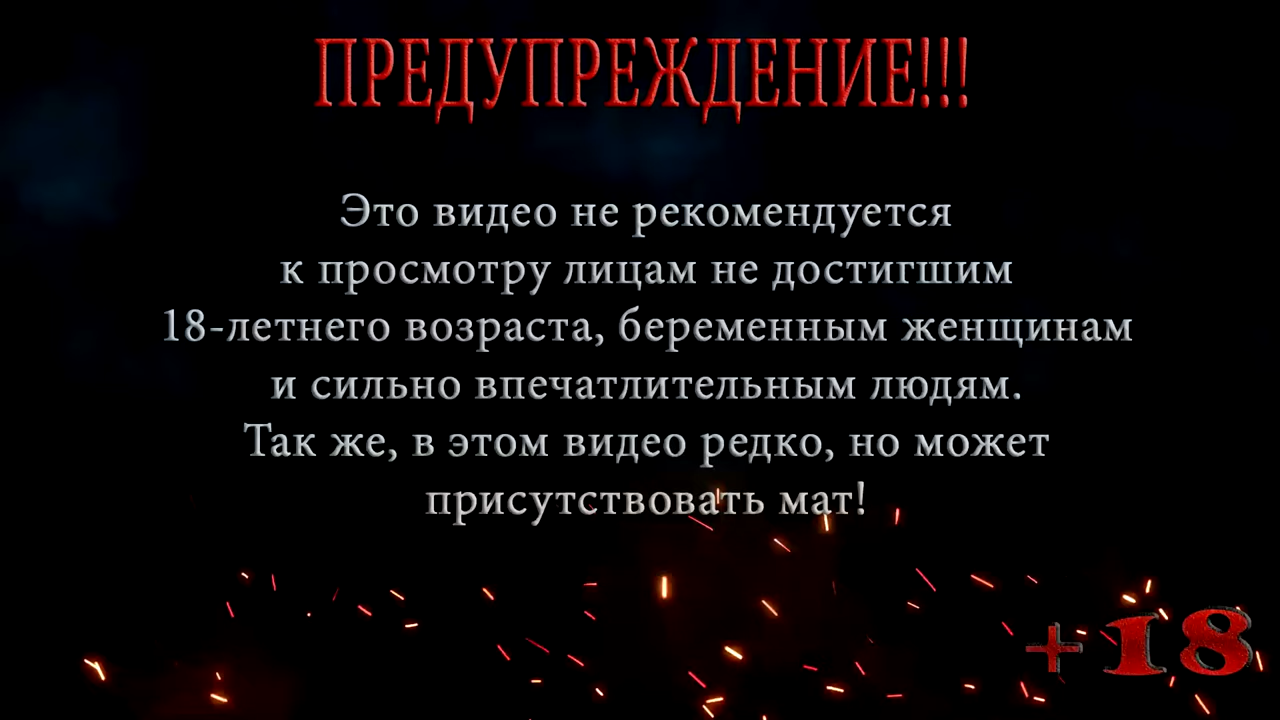 ПРЕДУПРЕЖДЕНИЕ!!!
Это видео не рекомендуется
к просмотру лицам не достигшим
18-летнего возраста, беременным женщинам
и сильно впечатлительным людям.
Так же, в этом видео редко, но может
присутствовать мат!
+18